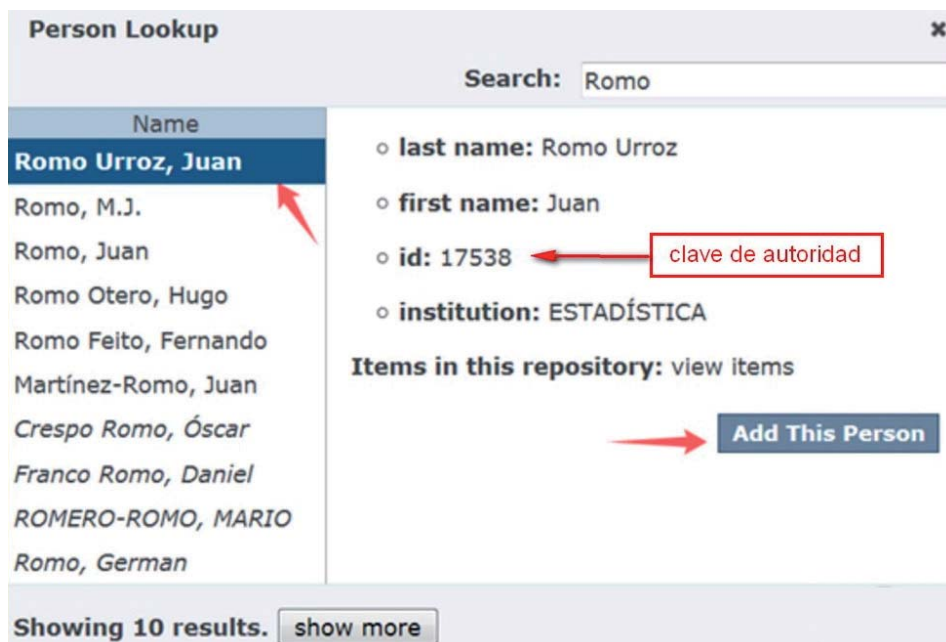 Person Lookup
Search: Romo
Name
Romo Urroz, Juan
Romo, M.J.
Romo, Juan
Romo Otero, Hugo
Romo Feito, Fernando
Martínez-Romo, Juan
Crespo Romo, Óscar
Franco Romo, Daniel
ROMERO-ROMO, MARIO
Romo, German
last name: Romo Urroz
first name: Juan
id: 17538
clave de autoridad
institution: ESTADÍSTICA
Items in this repository: view items
Add This Person
Showing 10 results. show more